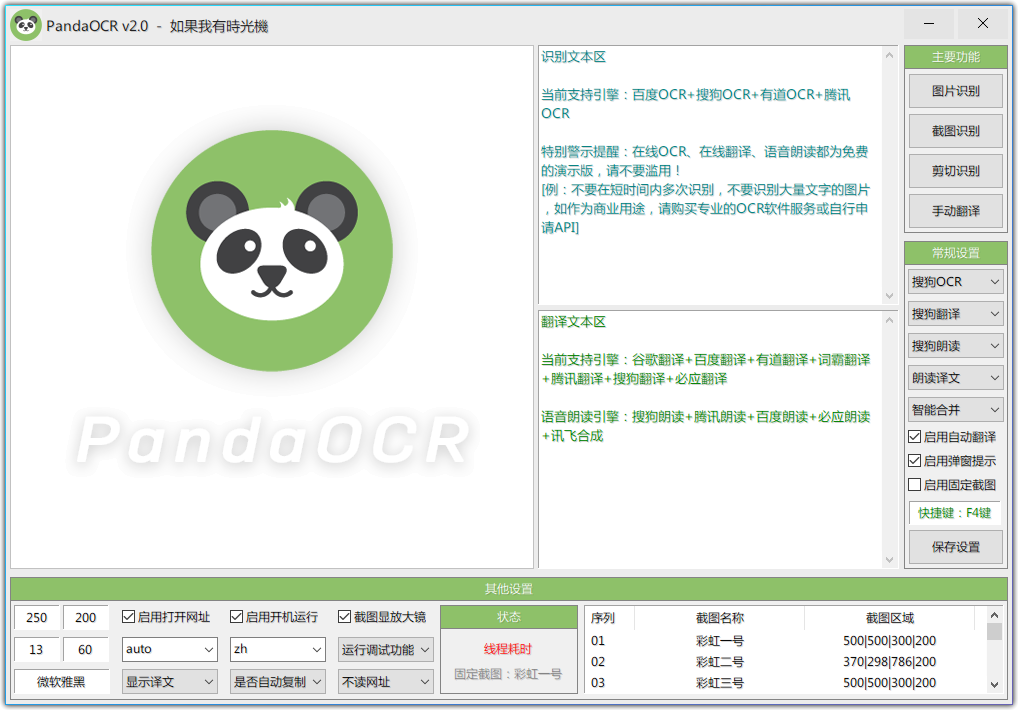 PandaOCR v2.0 - 如果我有時光機
PandaOCR
识别文本区
当前支持引擎：百度OCR+搜狗OCR+有道OCR+腾讯
OCR
特别警示提醒：在线OCR、在线翻译、语音朗读都为免费
的演示版，请不要滥用！
[例：不要在短时间内多次识别，不要识别大量文字的图片
，如作为商业用途，请购买专业的OCR软件服务或自行申
请API]
翻译文本区
当前支持引擎：谷歌翻译+百度翻译+有道翻译+词霸翻译
+腾讯翻译+搜狗翻译+必应翻译
语音朗读引擎：搜狗朗读+腾讯朗读+百度朗读+必应朗读
+讯飞合成
主要功能
图片识别
截图识别
剪切识别
手动翻译
常规设置
搜狗OCR
搜狗翻译
搜狗朗读
朗读译文
智能合并
启用自动翻译
启用弹窗提示
启用固定截图
快捷键：F4键
保存设置
其他设置
250 200 启用打开网址 启用开机运行 截图显放大镜
13 60 auto zh 运行调试功能
微软雅黑 显示译文 是否自动复制 不读网址
状态
线程耗时
固定截图：彩虹一号
序列 截图名称 截图区域
01 彩虹一号 500|500|300|200
02 彩虹二号 370|298|786|200
03 彩虹三号 500|500|300|200